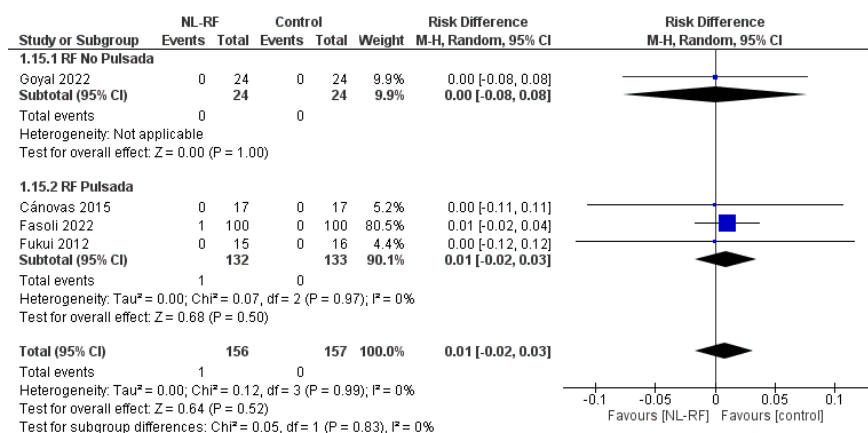 NL-RF Control Risk Difference Risk Difference
Study or Subgroup Events Total Events Total Weight M-H, Random, 95% CI M-H, Random, 95% CI
1.15.1 RF No Pulsada
Goyal 2022 0 24 0 24 9.9% 0.00 [-0.08, 0.08]
Subtotal (95% CI) 24 24 9.9% 0.00 [-0.08, 0.08]
Total events 0 0
Heterogeneity: Not applicable
Test for overall effect: Z = 0.00 (P = 1.00)
1.15.2 RF Pulsada
Cánovas 2015 0 17 0 17 5.2% 0.00 [-0.11, 0.11]
Fasoli 2022 1 100 0 100 80.5% 0.01 [-0.02, 0.04]
Fukui 2012 0 15 0 16 4.4% 0.00 [-0.12, 0.12]
Subtotal (95% CI) 132 133 90.1% 0.01 [-0.02, 0.03]
Total events 1 0
Heterogeneity: Tau² = 0.00; Chi² = 0.07, df = 2 (P = 0.97); I² = 0%
Test for overall effect: Z = 0.68 (P = 0.50)
Total (95% CI) 156 157 100.0% 0.01 [-0.02, 0.03]
Total events 1 0
Heterogeneity: Tau² = 0.00; Chi² = 0.12, df = 3 (P = 0.99); I² = 0%
Test for overall effect: Z = 0.64 (P = 0.52)
Test for subgroup differences: Chi² = 0.05, df = 1 (P = 0.83), I² = 0%
-0.1 -0.05 0 0.05 0.1
Favours [NL-RF] Favours [control]